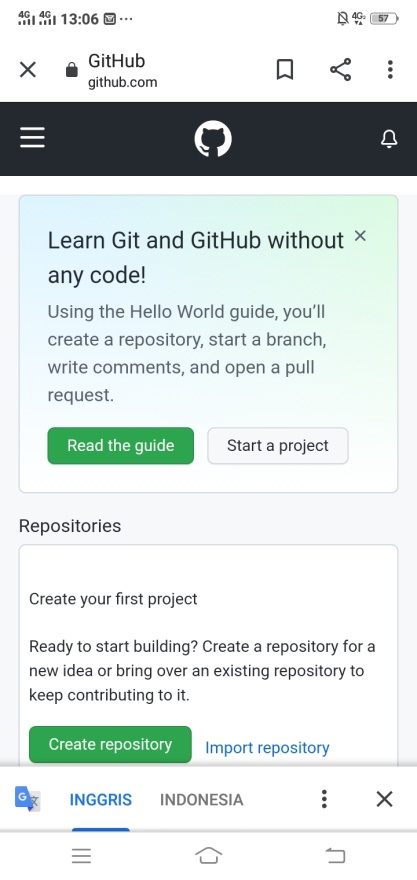 4G 4G 13:06 ... 4G 57
GitHub
github.com
Learn Git and GitHub without
any code!
Using the Hello World guide, you'll
create a repository, start a branch,
write comments, and open a pull
request.
Read the guide Start a project
Repositories
Create your first project
Ready to start building? Create a repository for a
new idea or bring over an existing repository to
keep contributing to it.
Create repository Import repository
G INGGRIS INDONESIA